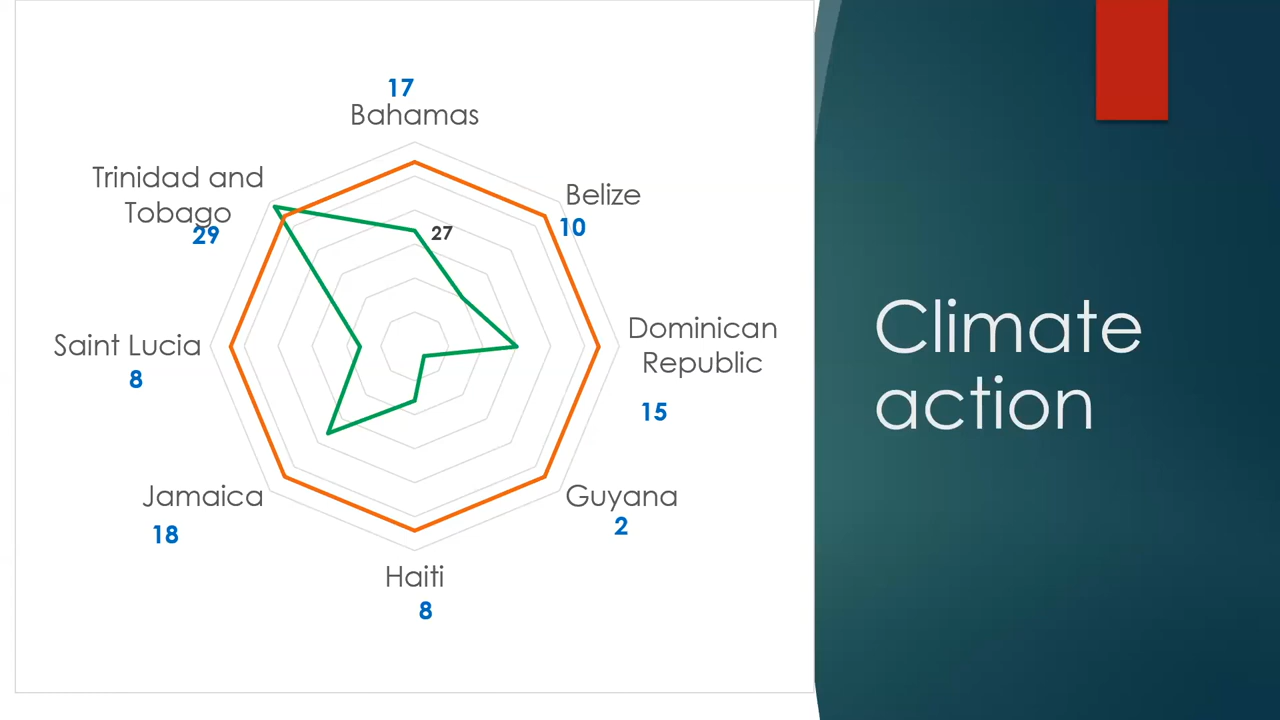 17
Bahamas
Trinidad and
Tobago
29
Belize
10
27
Saint Lucia
8
Dominican
Republic
15
Jamaica
18
Guyana
2
Haiti
8
Climate
action